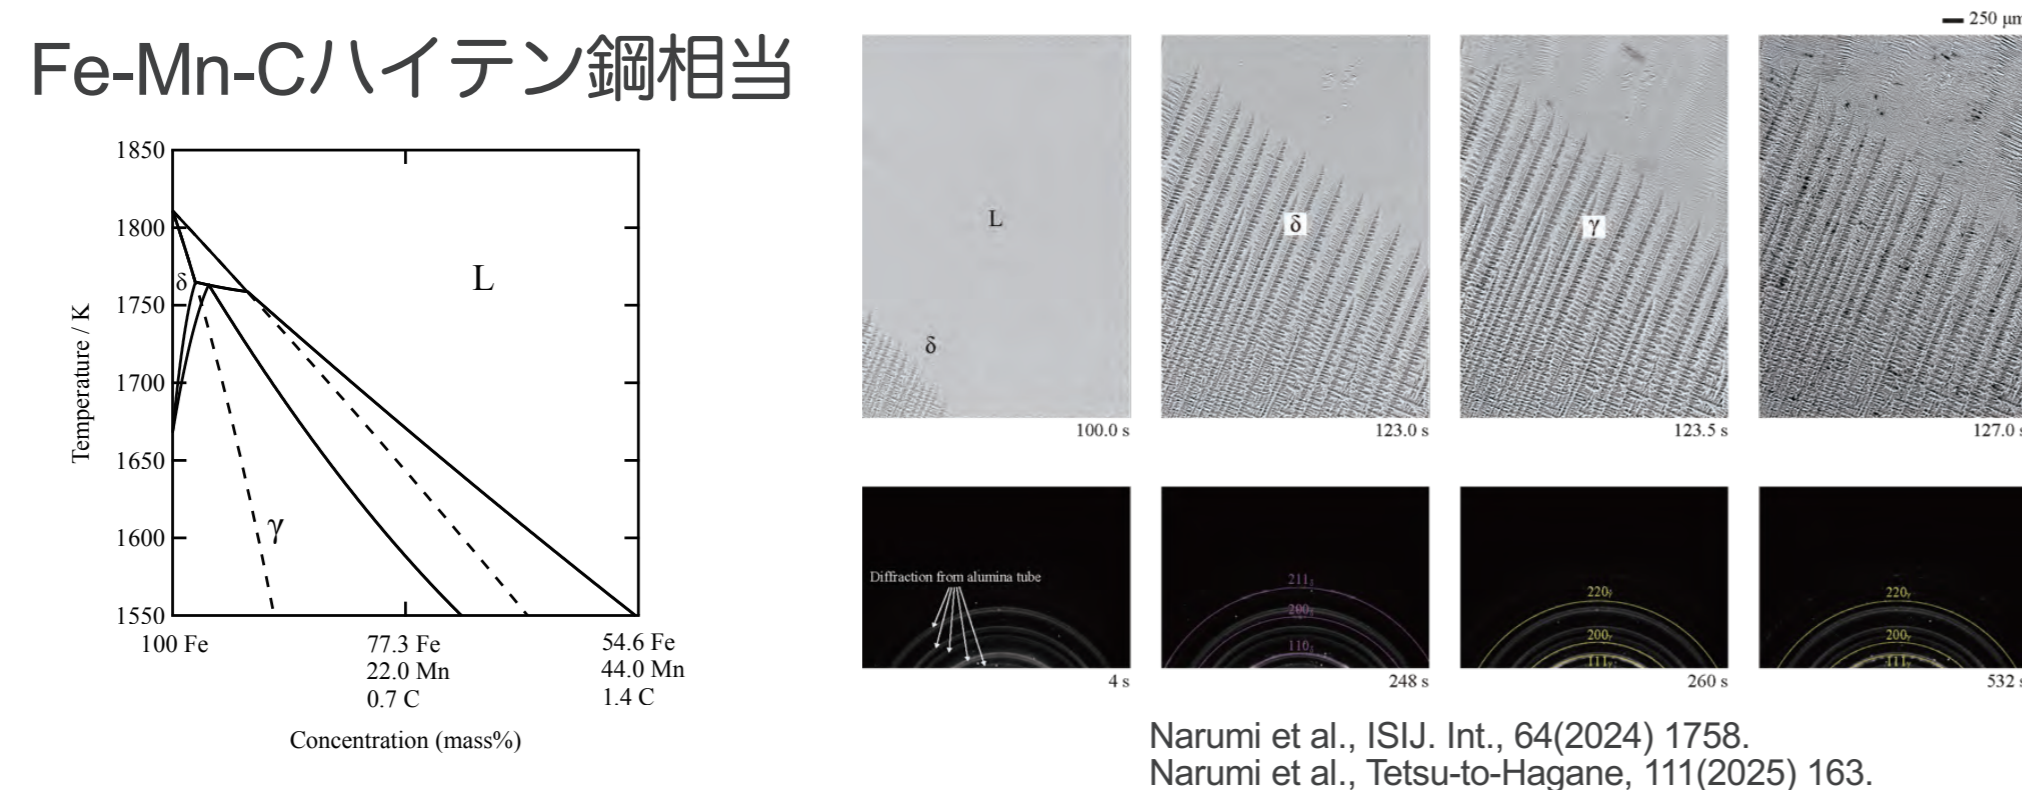 Fe-Mn-Cハイテン鋼相当
1850
1800
1750
1700
1650
1600
1550
Temperature / K
δ
L
γ
100 Fe
77.3 Fe
22.0 Mn
0.7 C
54.6 Fe
44.0 Mn
1.4 C
Concentration (mass%)
250 μm
L
δ
100.0 s
δ
123.0 s
γ
123.5 s
127.0 s
Diffraction from alumina tube
4 s
211δ
200δ
110δ
248 s
220γ
200γ
111γ
260 s
220γ
200γ
111γ
532 s
Narumi et al., ISIJ. Int., 64(2024) 1758.
Narumi et al., Tetsu-to-Hagane, 111(2025) 163.